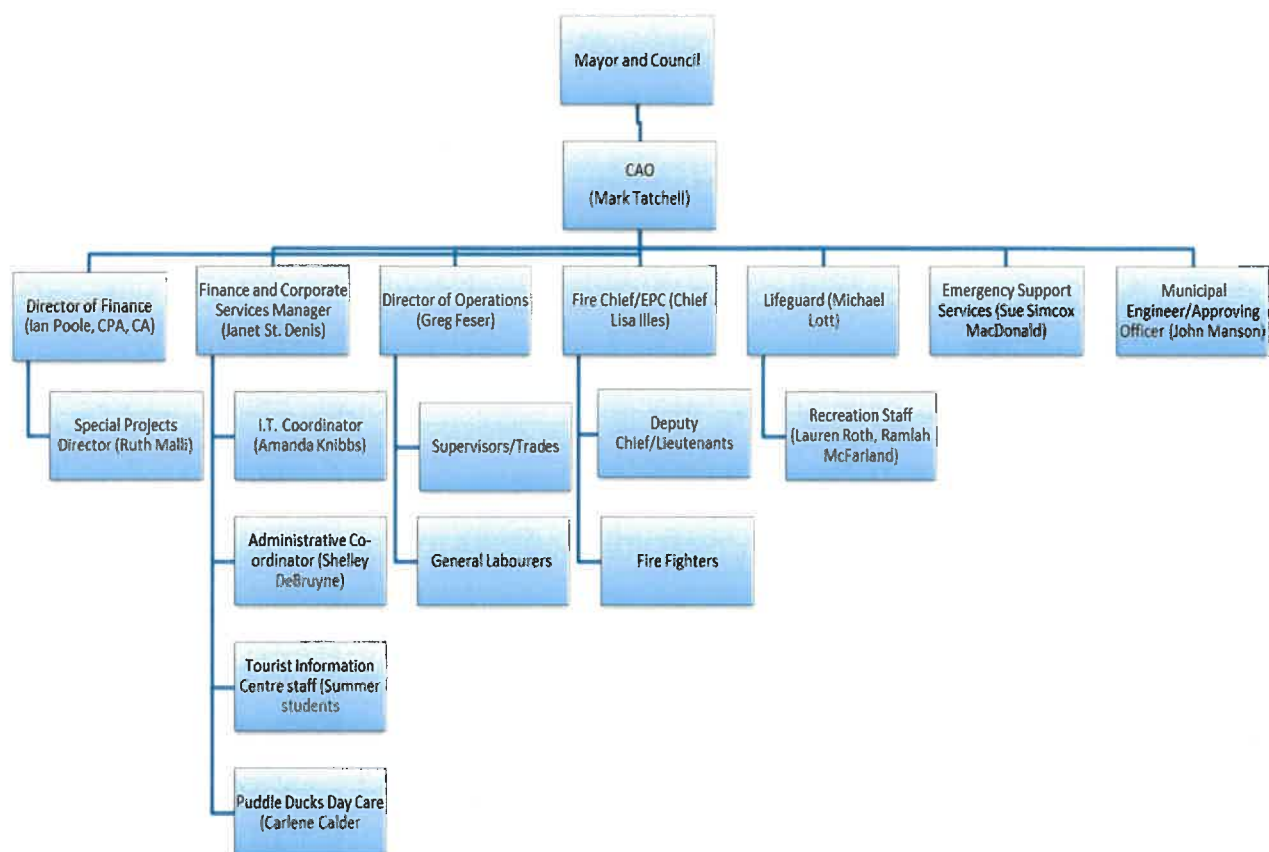 Mayor and Council
CAO
(Mark Tatchell)
Director of Finance
(Ian Poole, CPA, CA)
Finance and Corporate
Services Manager
(Janet St. Denis)
Director of Operations
(Greg Feser)
Fire Chief/EPC (Chief
Lisa Illes)
Lifeguard (Michael
Lott)
Emergency Support
Services (Sue Simcox
MacDonald)
Municipal
Engineer/Approving
Officer (John Manson)
Special Projects
Director (Ruth Malli)
I.T. Coordinator
(Amanda Knibbs)
Supervisors/Trades
Deputy
Chief/Lieutenants
Recreation Staff
(Lauren Roth, Ramlah
McFarland)
Administrative Co-
ordinator (Shelley
DeBruyne)
General Labourers
Fire Fighters
Tourist Information
Centre staff (Summer
students
Puddle Ducks Day Care
(Carlene Calder